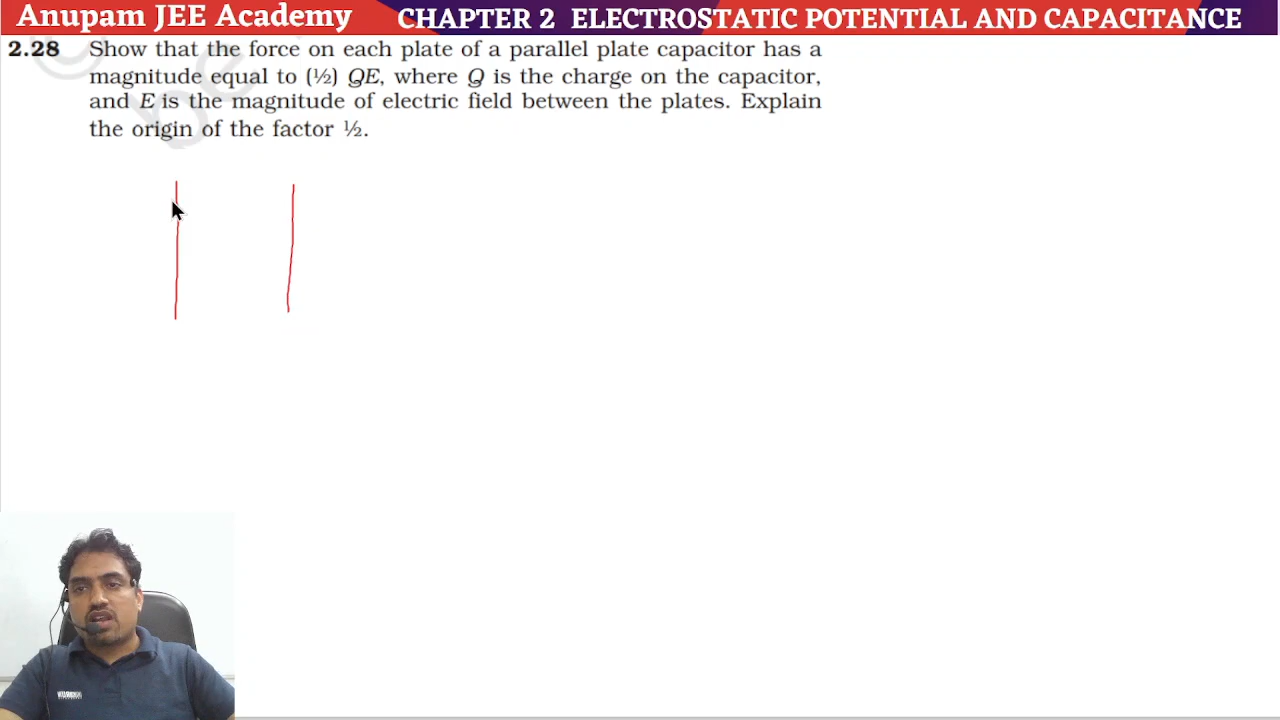 Anupam JEE Academy CHAPTER 2 ELECTROSTATIC POTENTIAL AND CAPACITANCE
2.28 Show that the force on each plate of a parallel plate capacitor has a
magnitude equal to (½) QE, where Q is the charge on the capacitor,
and E is the magnitude of electric field between the plates. Explain
the origin of the factor ½.